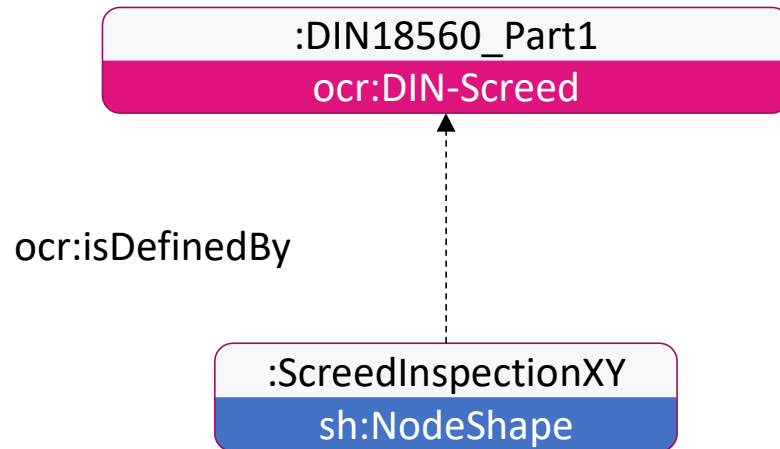 :DIN18560_Part1
ocr:DIN-Screed
ocr:isDefinedBy
:ScreedInspectionXY
sh:NodeShape